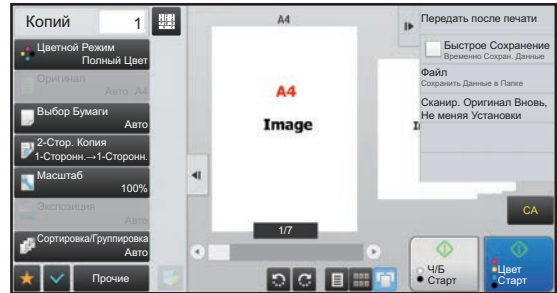 Копий 1
Цветной Режим
Полный Цвет
Оригинал
Авто A4
Выбор Бумаги
Авто
2-Стор. Копия
1-Сторонн.→1-Сторонн.
Масштаб
100%
Экспозиция
Авто
Сортировка/Группировка
Авто
Прочие
A4
A4
Image
1/7
Передать после печати
Быстрое Сохранение
Временно Сохран. Данные
Файл
Сохранить Данные в Папке
Сканир. Оригинал Вновь,
Не меняя Установки
CA
Ч/Б
Старт
Цвет
Старт